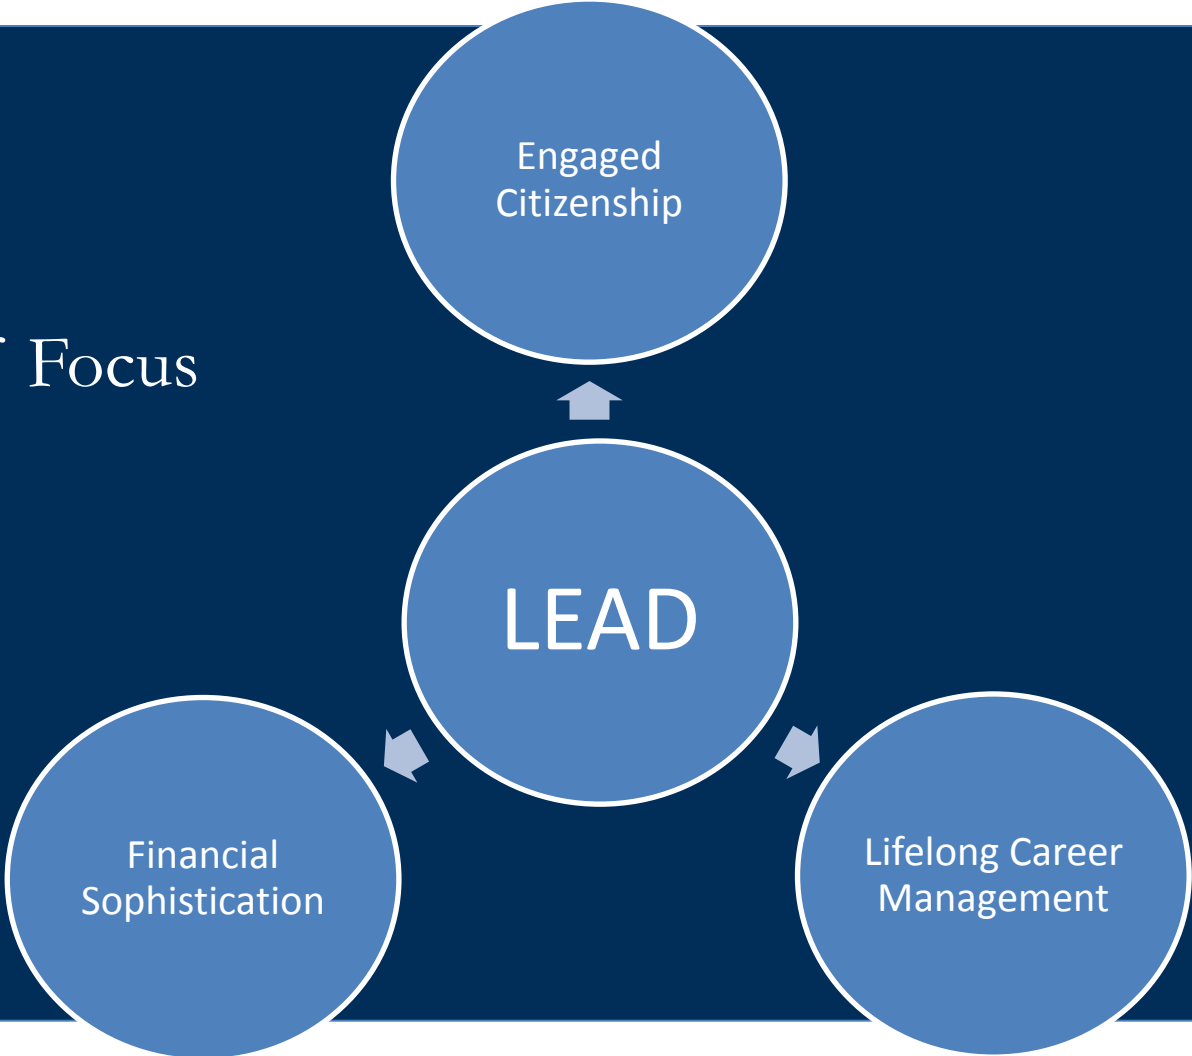 Engaged
Citizenship
Focus
LEAD
Financial
Sophistication
Lifelong Career
Management